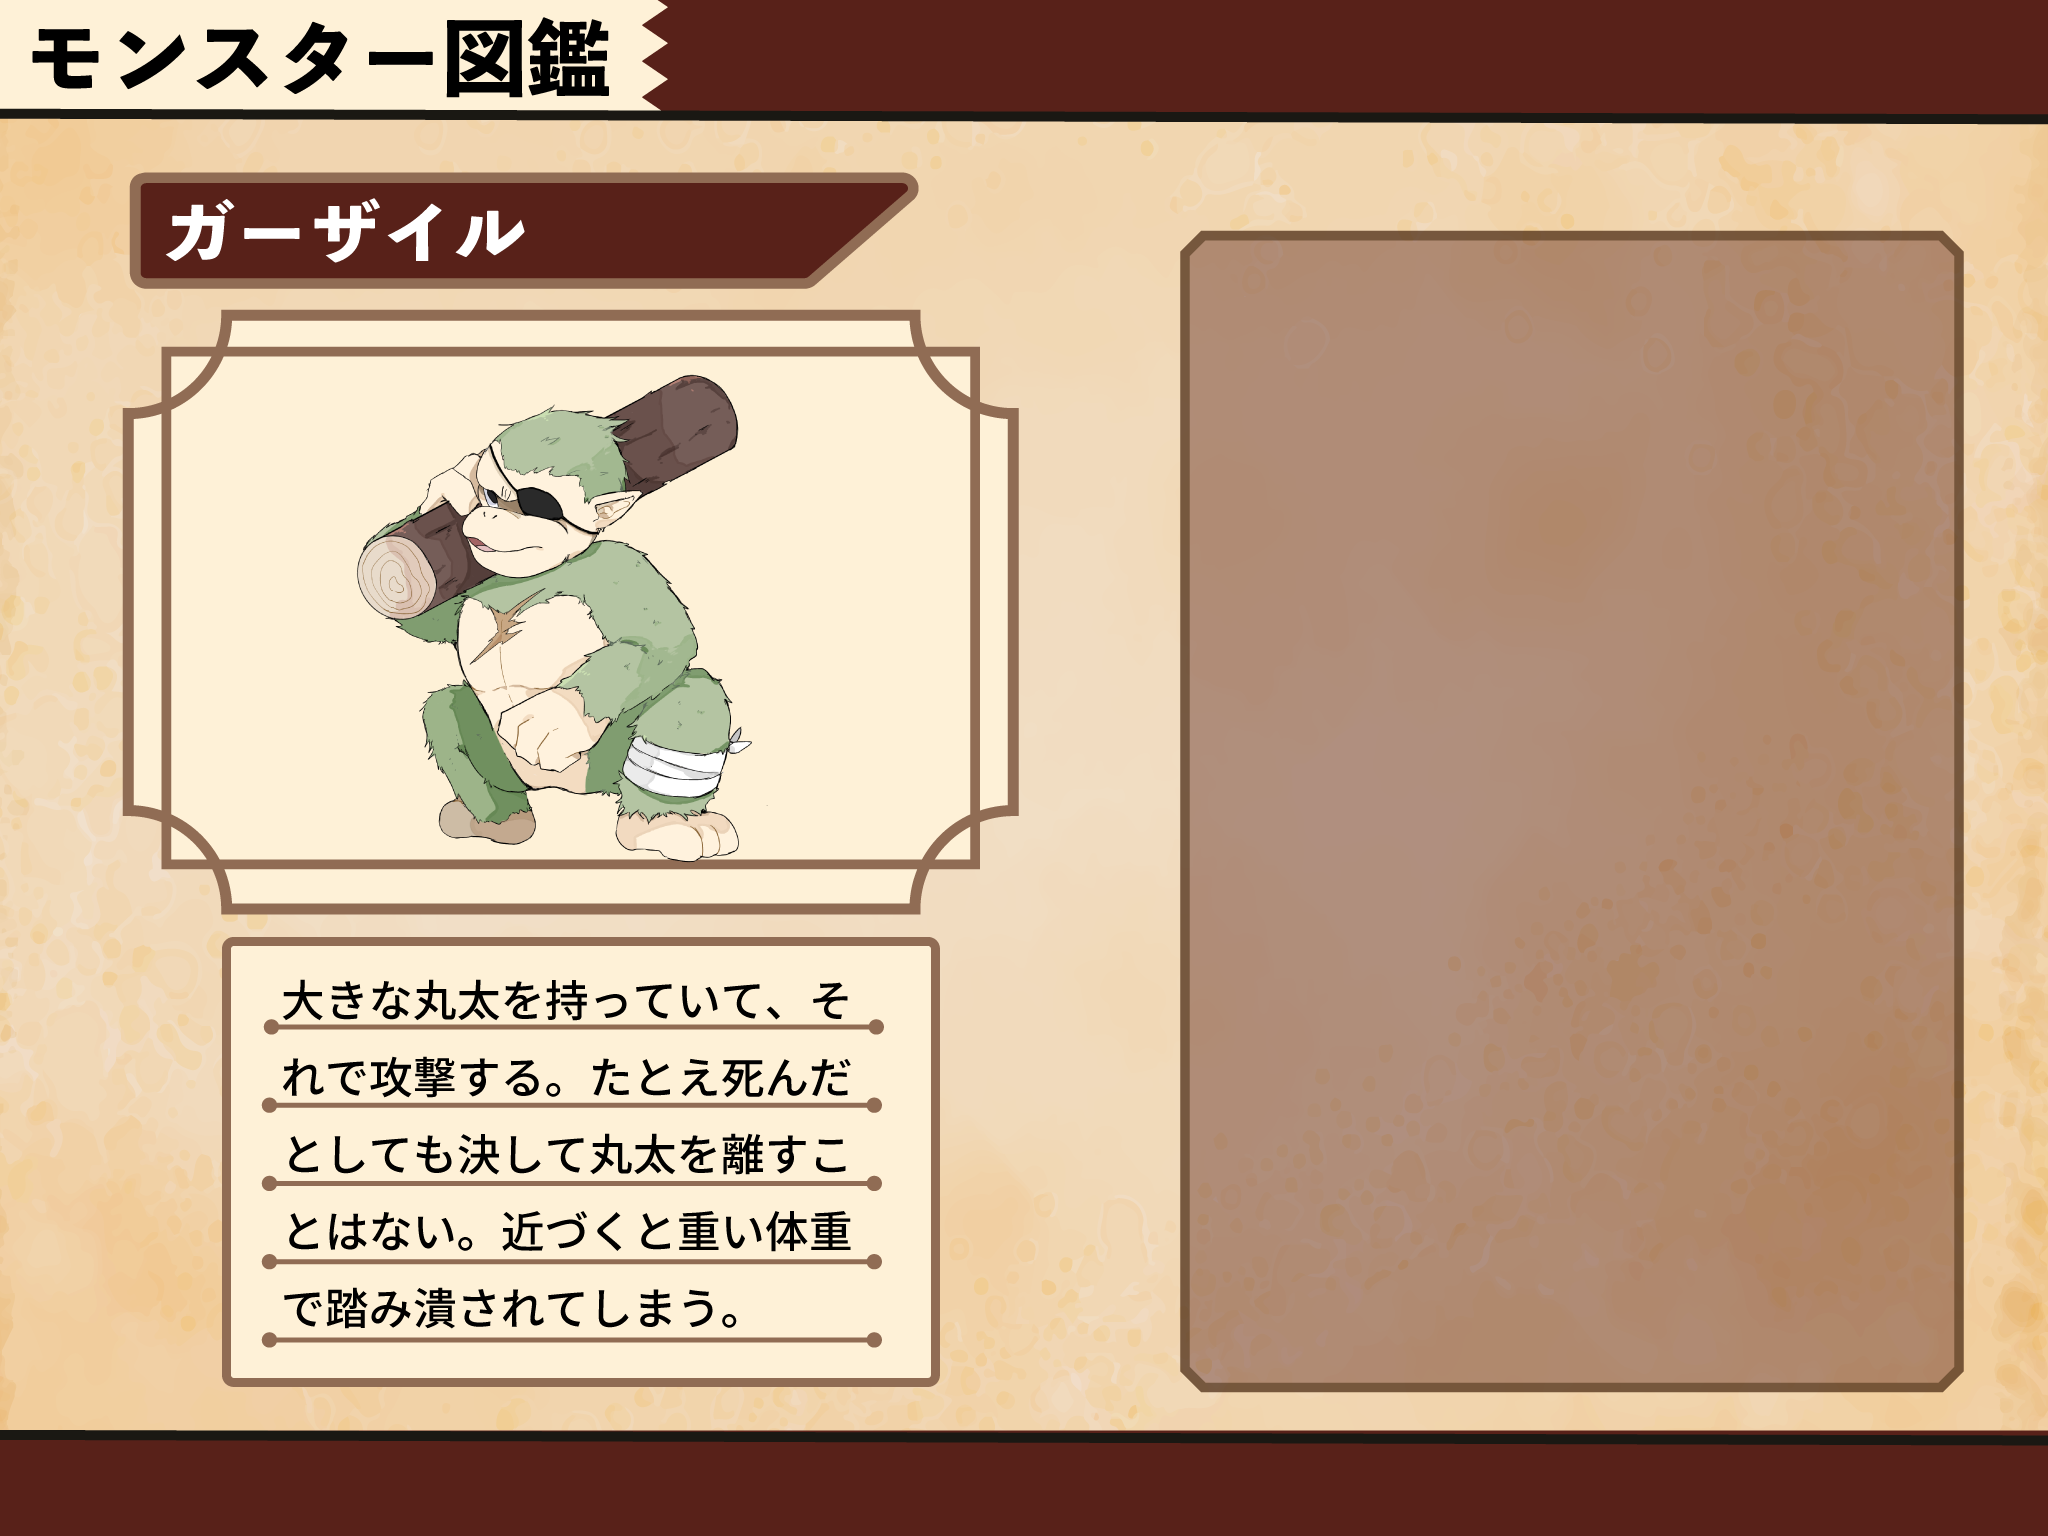 モンスター図鑑
ガーザイル
大きな丸太を持っていて、そ
れで攻撃する。たとえ死んだ
としても決して丸太を離すこ
とはない。近づくと重い体重
で踏み潰されてしまう。